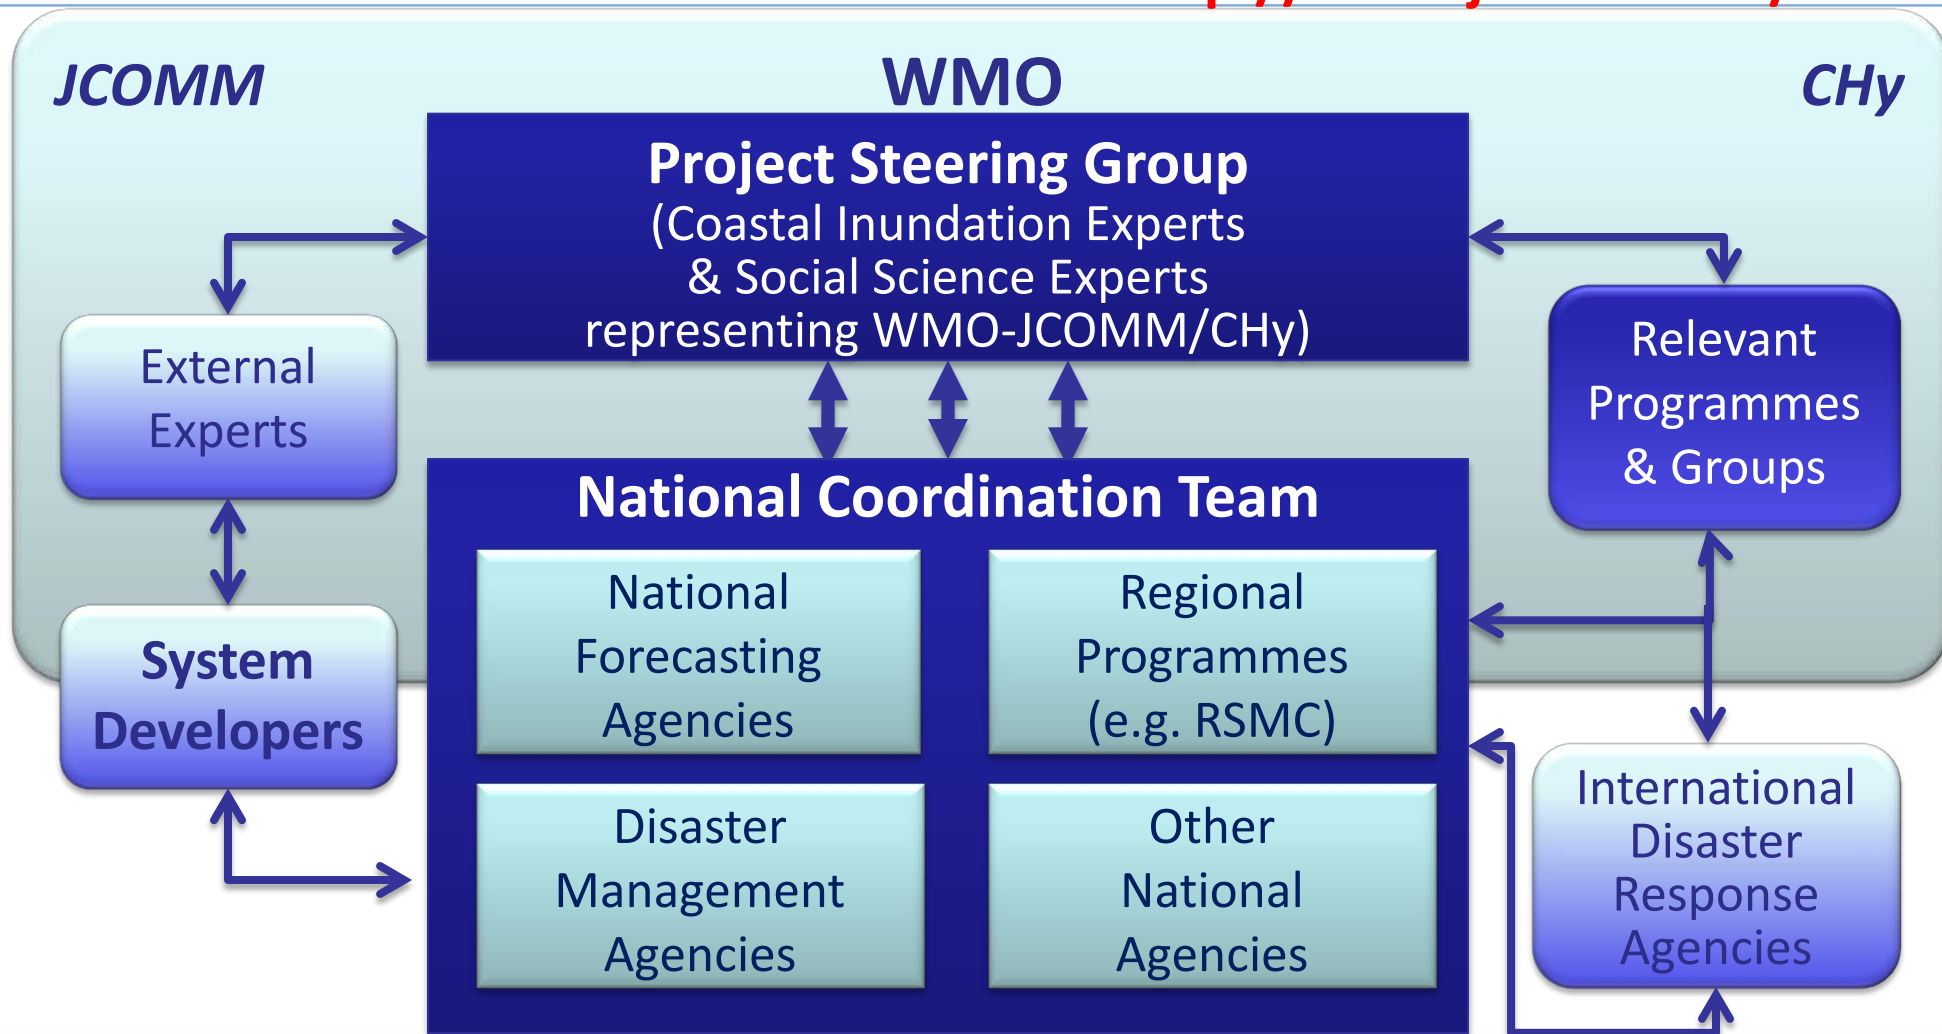 JCOMM
WMO
CHy
Project Steering Group
(Coastal Inundation Experts
& Social Science Experts
representing WMO-JCOMM/CHy)
External
Experts
Relevant
Programmes
& Groups
National Coordination Team
National
Forecasting
Agencies
Regional
Programmes
(e.g. RSMC)
System
Developers
Disaster
Management
Agencies
Other
National
Agencies
International
Disaster
Response
Agencies